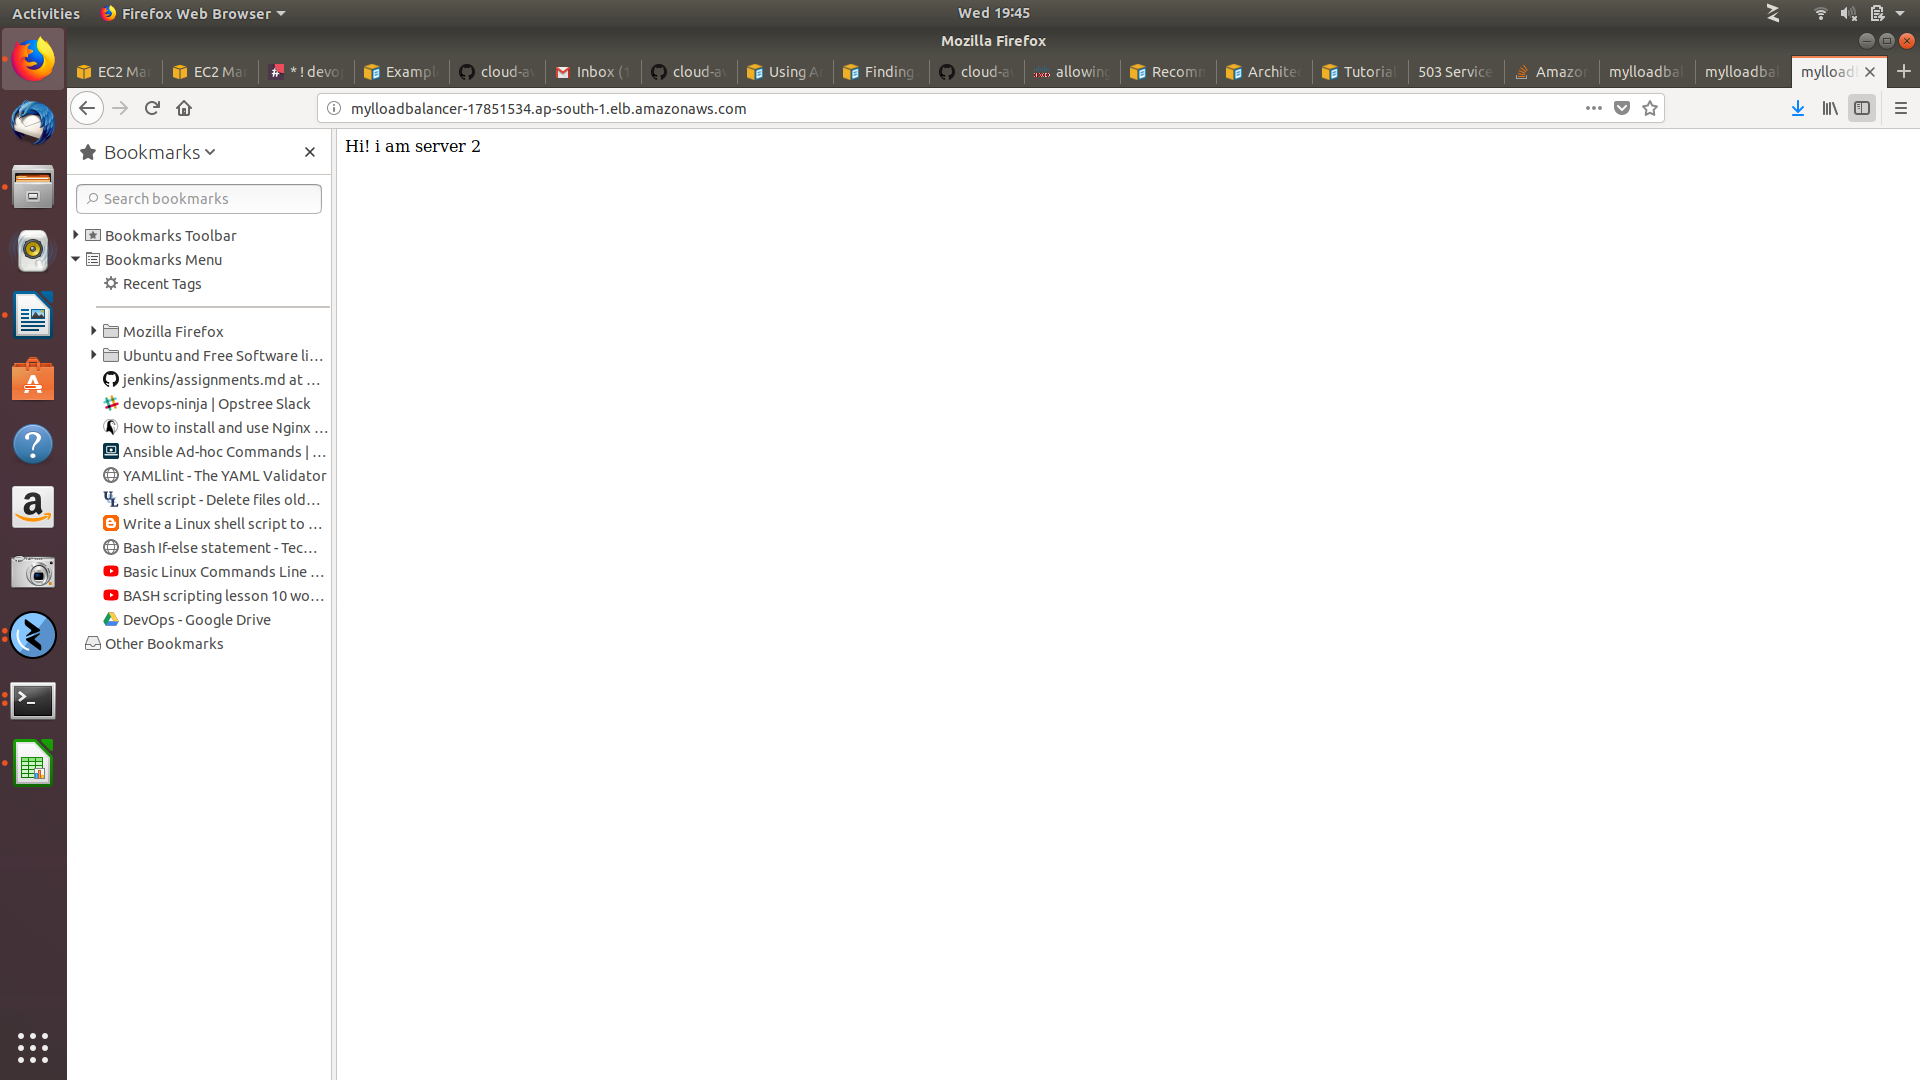 Activities
Firefox Web Browser
Wed 19:45
Mozilla Firefox
EC2 Ma
EC2 Ma
* ! devo
Exampl
cloud-a
Inbox (1
cloud-a
Using A
Finding
cloud-a
allowing
Recomm
Archite
Tutoria
503 Service
Amazon
mylloadba
mylloadba
mylload
mylloadbalancer-17851534.ap-south-1.elb.amazonaws.com
Bookmarks
Search bookmarks
Bookmarks Toolbar
Bookmarks Menu
Recent Tags
Mozilla Firefox
Ubuntu and Free Software li...
jenkins/assignments.md at ...
devops-ninja | Opstree Slack
How to install and use Nginx ...
Ansible Ad-hoc Commands | ...
YAMLlint - The YAML Validator
shell script - Delete files old...
Write a Linux shell script to ...
Bash If-else statement - Tec...
Basic Linux Commands Line ...
BASH scripting lesson 10 wo...
DevOps - Google Drive
Other Bookmarks
Hi! i am server 2